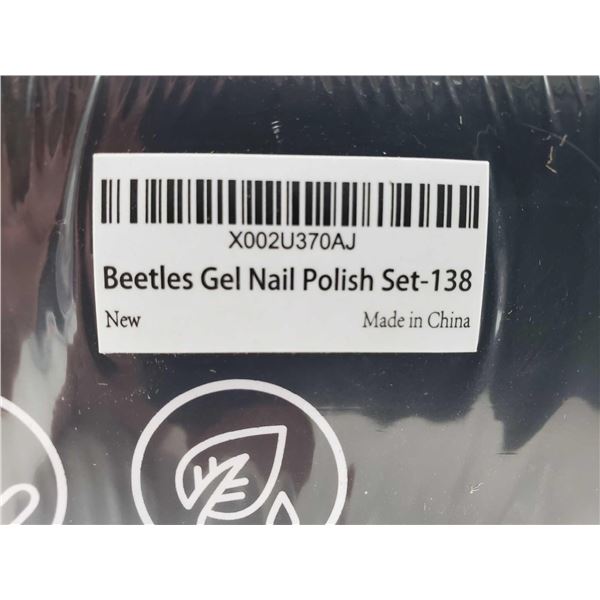 X002U370AJ
Beetles Gel Nail Polish Set-138
New Made in China